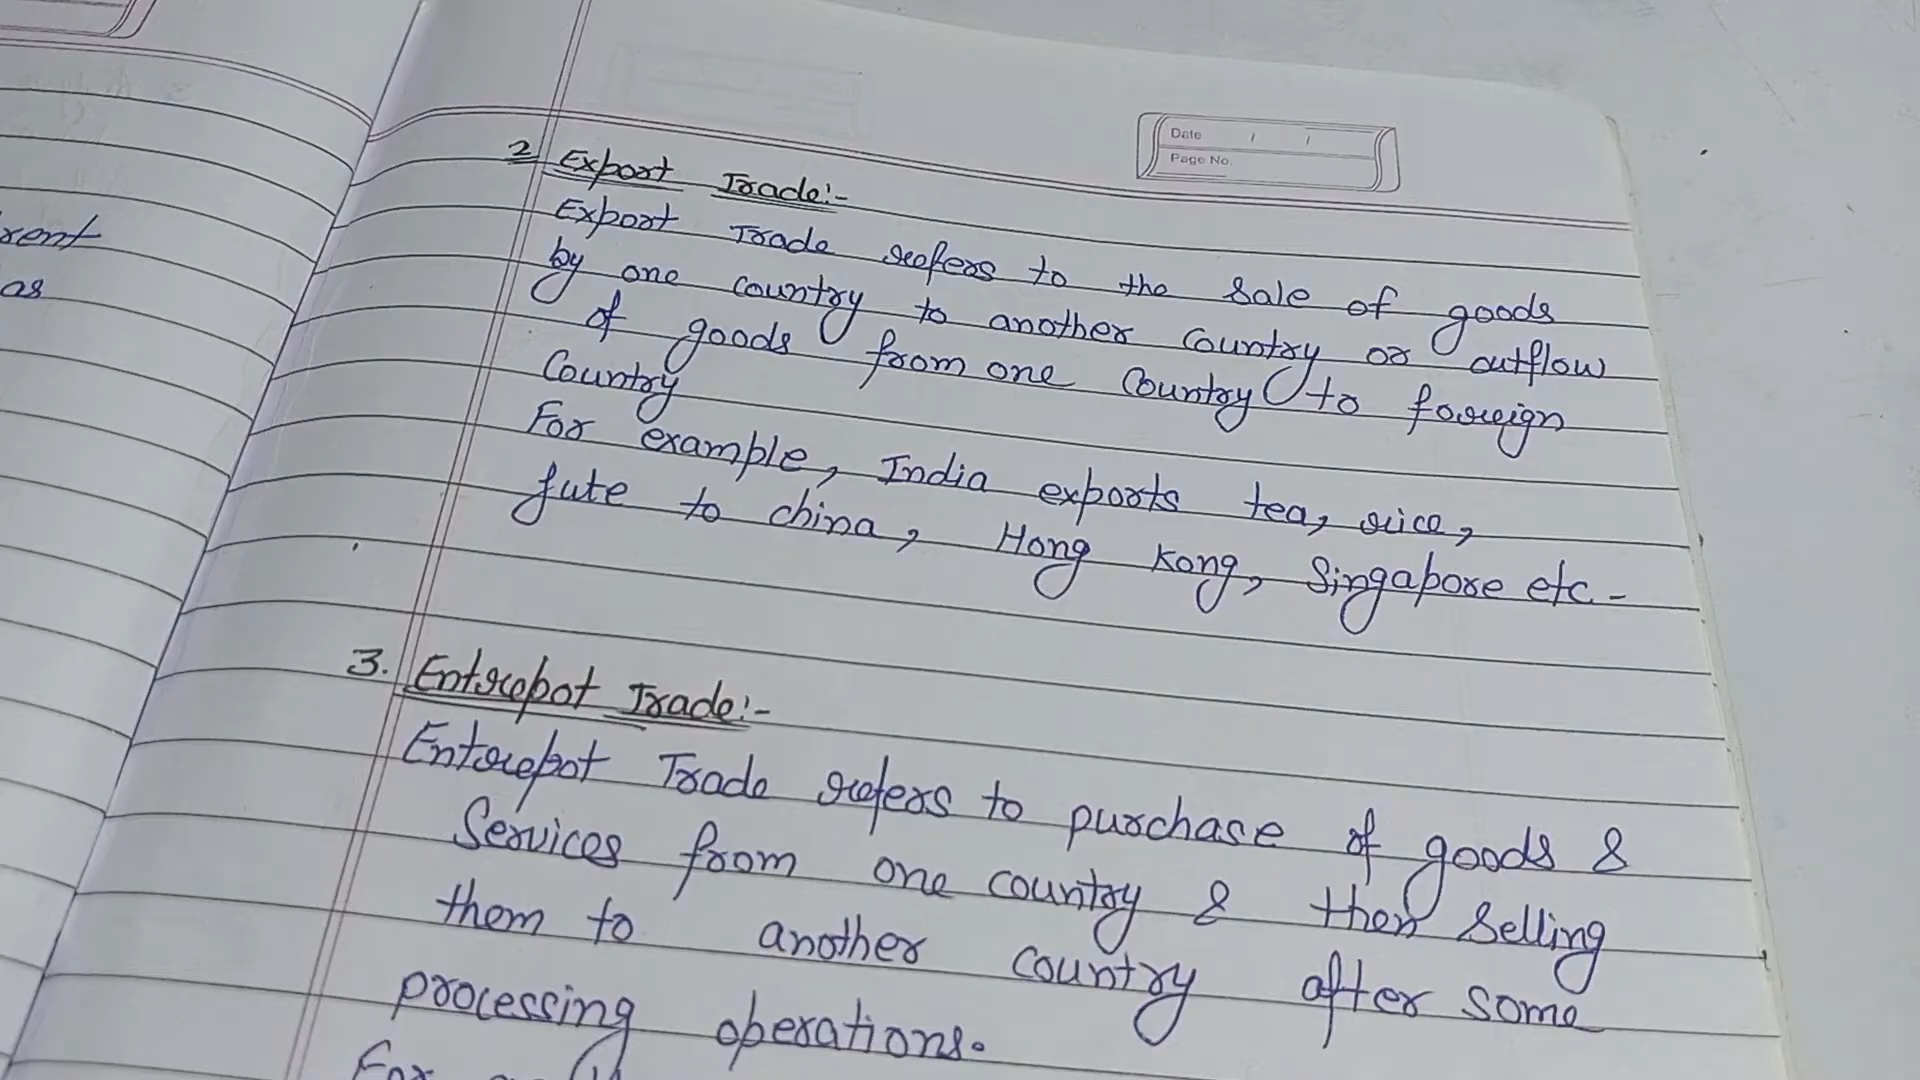 rent
as
Date / /
Page No.
2 Export Trade:-
Export Trade refers to the sale of goods
by one country to another country or outflow
of goods from one country to foreign
Country
For example, India exports tea, rice,
jute to china, Hong Kong, Singapore etc-
3. Entrepot Trade:-
Entrepot Trade refers to purchase of goods &
Services from one country & then selling
them to another country after some
processing operations.
For